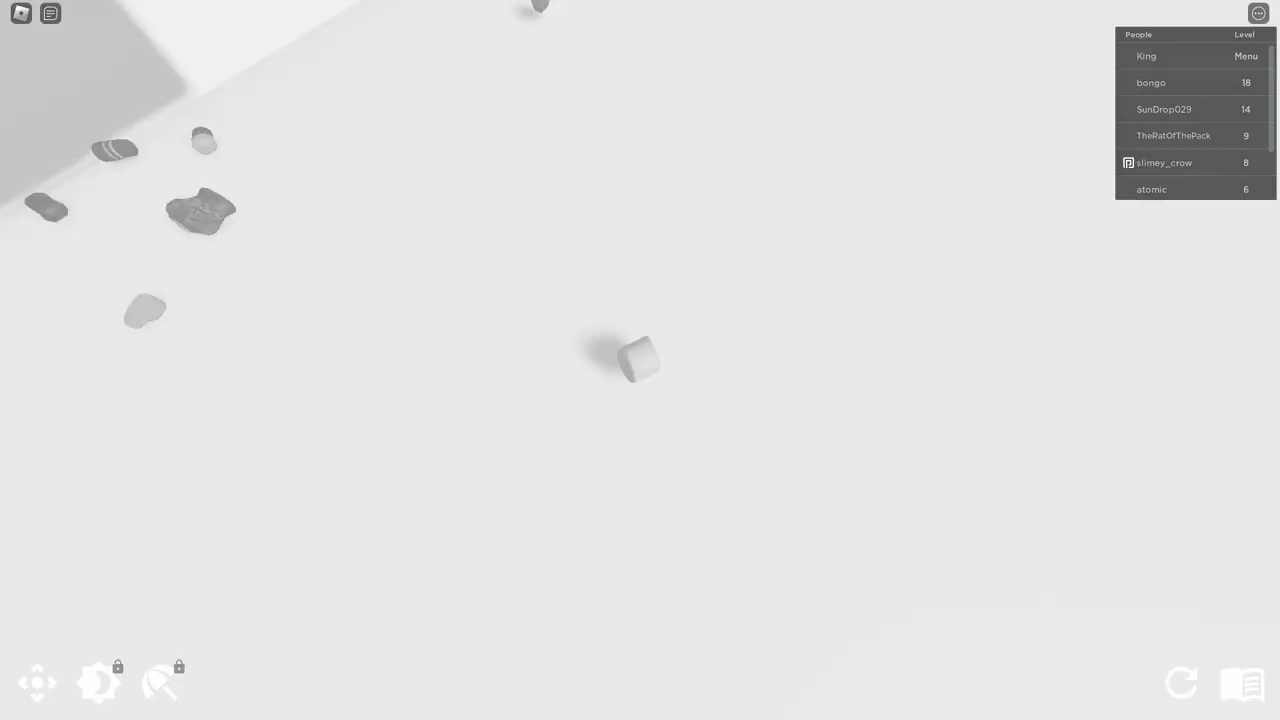 People Level
King Menu
bongo 18
SunDrop029 14
TheRatOfThePack 9
slimey_crow 8
atomic 6